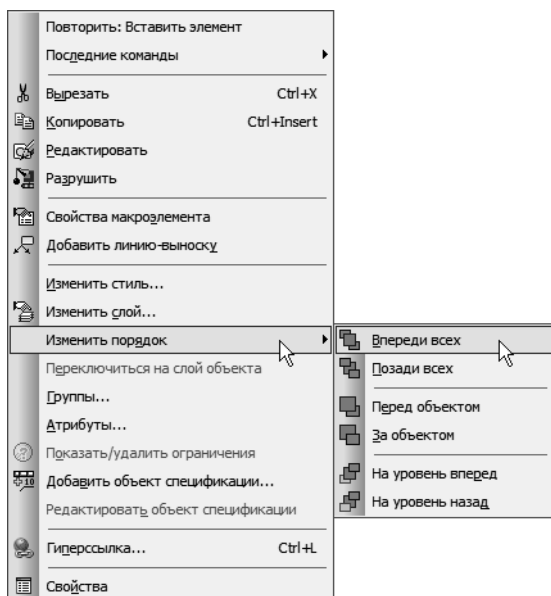 Повторить: Вставить элемент
Последние команды
Вырезать Ctrl+X
Копировать Ctrl+Insert
Редактировать
Разрушить
Свойства макроэлемента
Добавить линию-выноску
Изменить стиль...
Изменить слой...
Изменить порядок
Переключиться на слой объекта
Группы...
Атрибуты...
Показать/удалить ограничения
Добавить объект спецификации...
Редактировать объект спецификации
Гиперссылка... Ctrl+L
Свойства
Впереди всех
Позади всех
Перед объектом
За объектом
На уровень вперед
На уровень назад